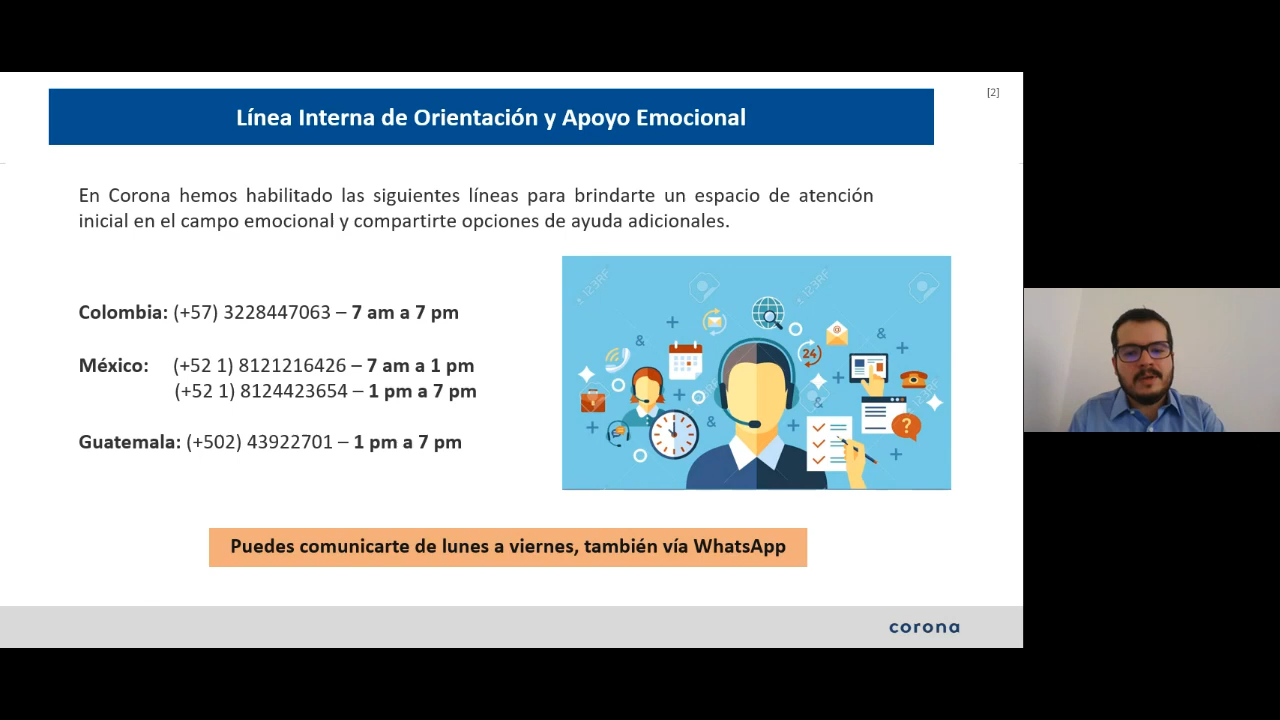 [2]
Línea Interna de Orientación y Apoyo Emocional
En Corona hemos habilitado las siguientes líneas para brindarte un espacio de atención
inicial en el campo emocional y compartirte opciones de ayuda adicionales.
Colombia: (+57) 3228447063 – 7 am a 7 pm
México: (+52 1) 8121216426 – 7 am a 1 pm
(+52 1) 8124423654 – 1 pm a 7 pm
Guatemala: (+502) 43922701 – 1 pm a 7 pm
123RF
123RF
24
Puedes comunicarte de lunes a viernes, también vía WhatsApp
corona